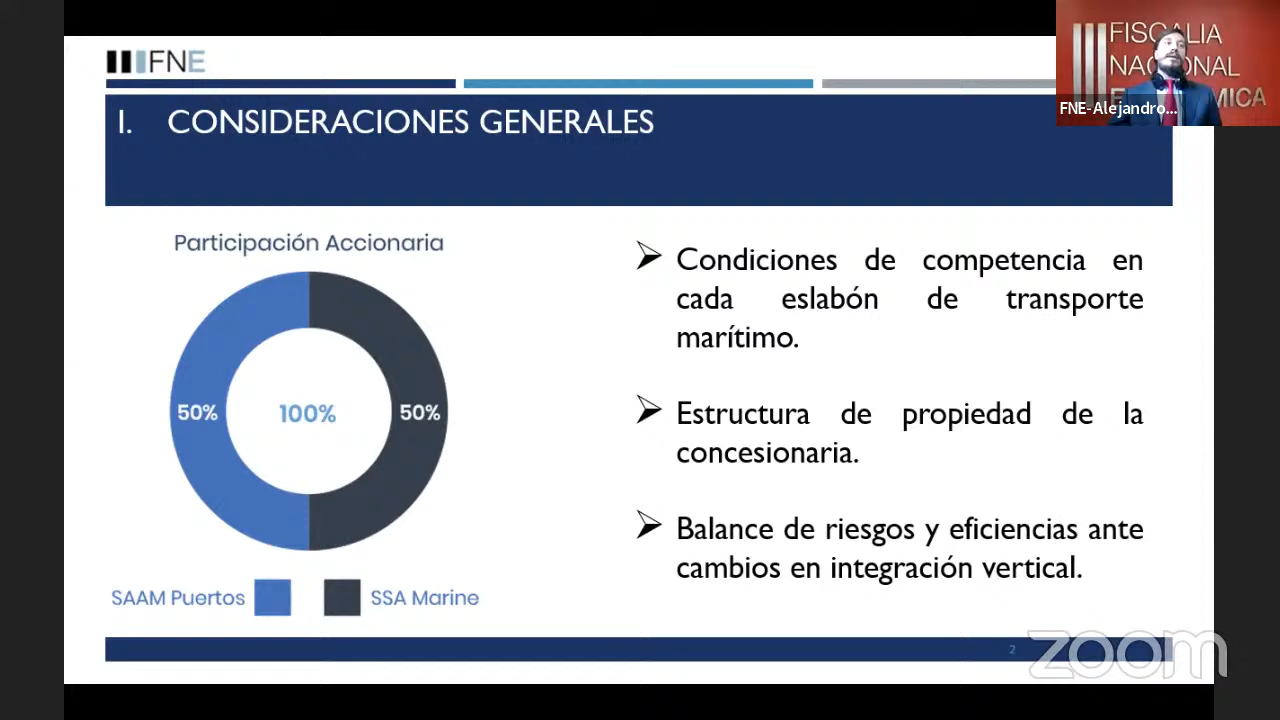 FNE
FISCALIA
NACIONAL
FNE-Alejandro...
I. CONSIDERACIONES GENERALES
Participación Accionaria
50%
100%
50%
SAAM Puertos
SSA Marine
➢ Condiciones de competencia en
cada eslabón de transporte
marítimo.
➢ Estructura de propiedad de la
concesionaria.
➢ Balance de riesgos y eficiencias ante
cambios en integración vertical.
2
zoom